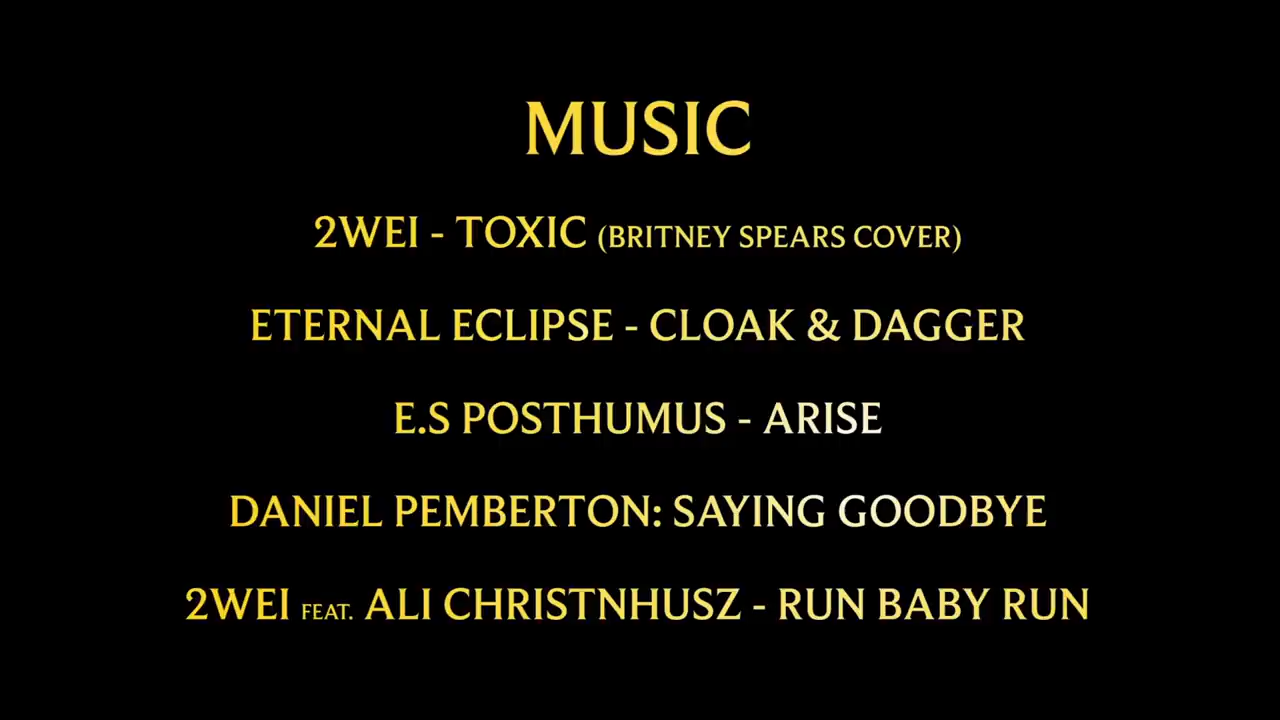 MUSIC
2WEI - TOXIC (BRITNEY SPEARS COVER)
ETERNAL ECLIPSE - CLOAK & DAGGER
E.S POSTHUMUS - ARISE
DANIEL PEMBERTON: SAYING GOODBYE
2WEI FEAT. ALI CHRISTNHUSZ - RUN BABY RUN